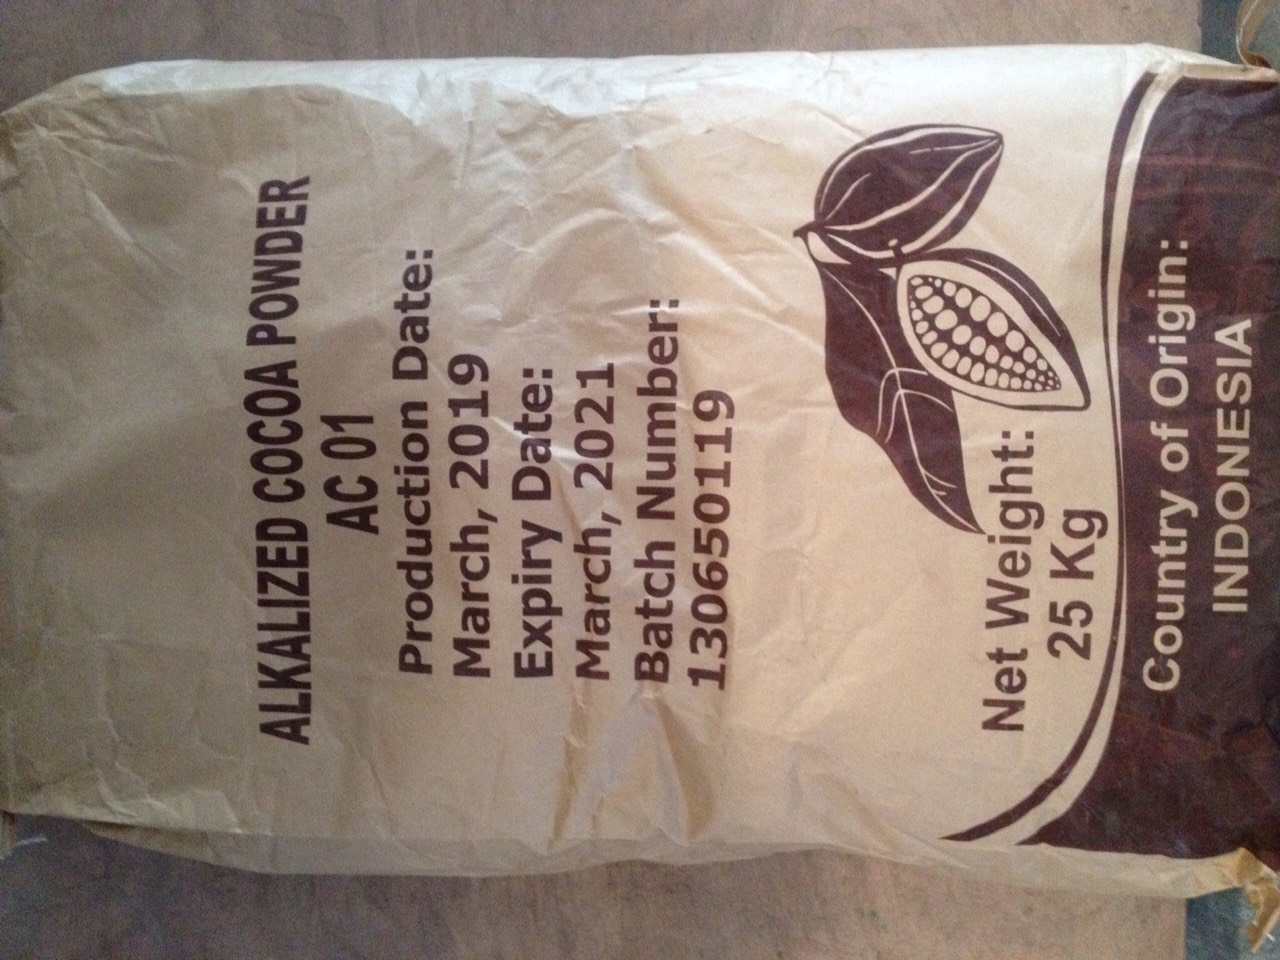 ALKALIZED COCOA POWDER
AC 01
Production Date:
March, 2019
Expiry Date:
March, 2021
Batch Number:
130650119
Net Weight:
25 Kg
Country of Origin:
INDONESIA